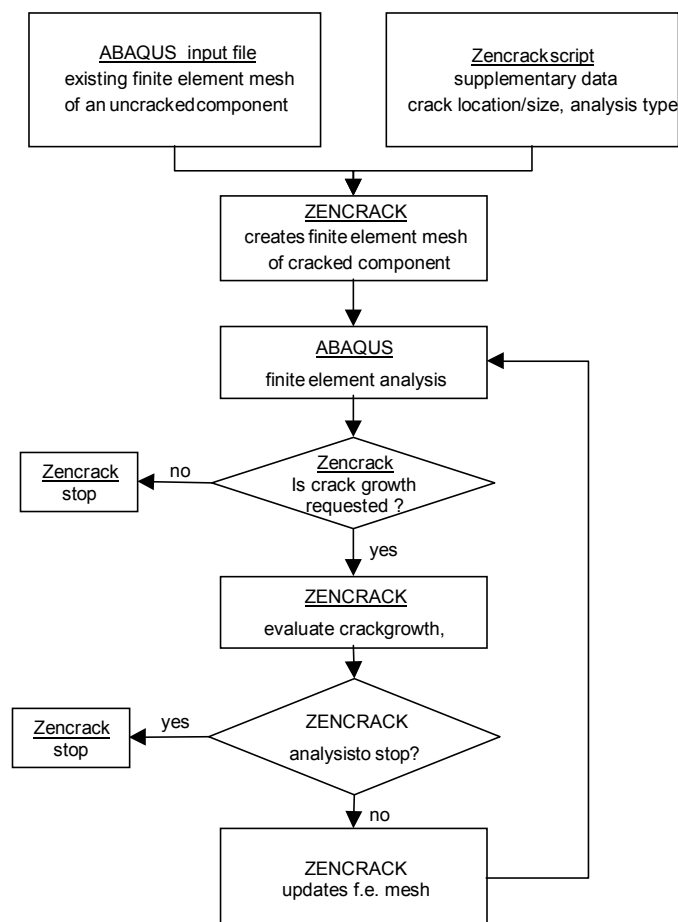 ABAQUS input file
existing finite element mesh
of an uncracked component
Zencrack script
supplementary data
crack location/size, analysis type
ZENCRACK
creates finite element mesh
of cracked component
ABAQUS
finite element analysis
Zencrack
Is crack growth
requested ?
no
Zencrack
stop
yes
ZENCRACK
evaluate crackgrowth,
ZENCRACK
analysisto stop?
yes
Zencrack
stop
no
ZENCRACK
updates f.e. mesh